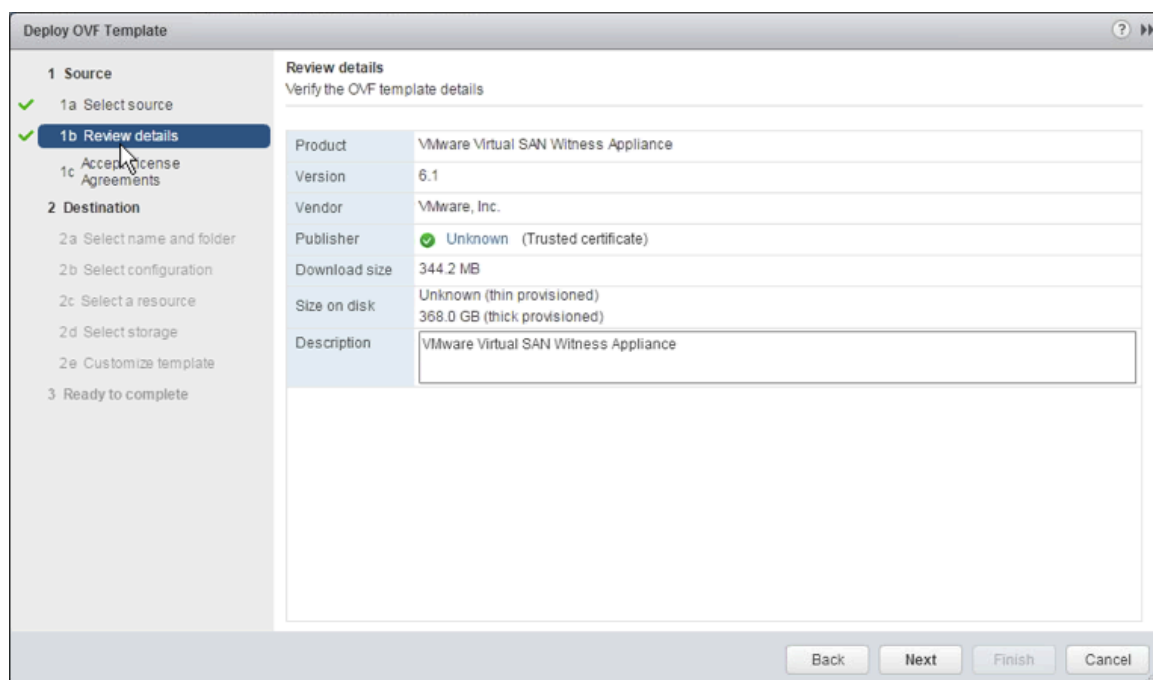 Deploy OVF Template
?
1 Source
1a Select source
1b Review details
1c Accept License
Agreements
2 Destination
2a Select name and folder
2b Select configuration
2c Select a resource
2d Select storage
2e Customize template
3 Ready to complete
Review details
Verify the OVF template details
Product VMware Virtual SAN Witness Appliance
Version 6.1
Vendor VMware, Inc.
Publisher Unknown (Trusted certificate)
Download size 344.2 MB
Size on disk Unknown (thin provisioned)
368.0 GB (thick provisioned)
Description VMware Virtual SAN Witness Appliance
Back Next Finish Cancel